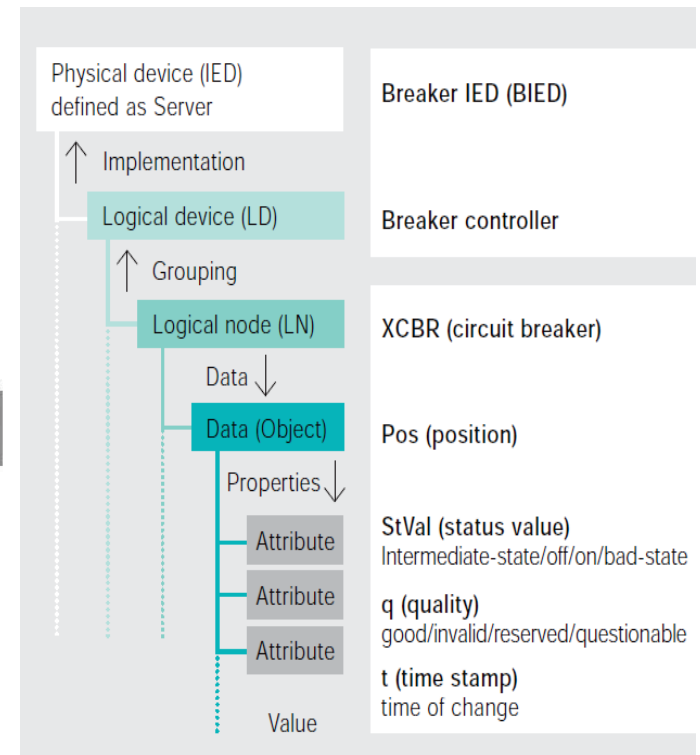 Physical device (IED)
defined as Server
Breaker IED (BIED)
Implementation
Logical device (LD)
Breaker controller
Grouping
Logical node (LN)
XCBR (circuit breaker)
Data
Data (Object)
Pos (position)
Properties
Attribute
StVal (status value)
Intermediate-state/off/on/bad-state
Attribute
q (quality)
good/invalid/reserved/questionable
Attribute
t (time stamp)
time of change
Value